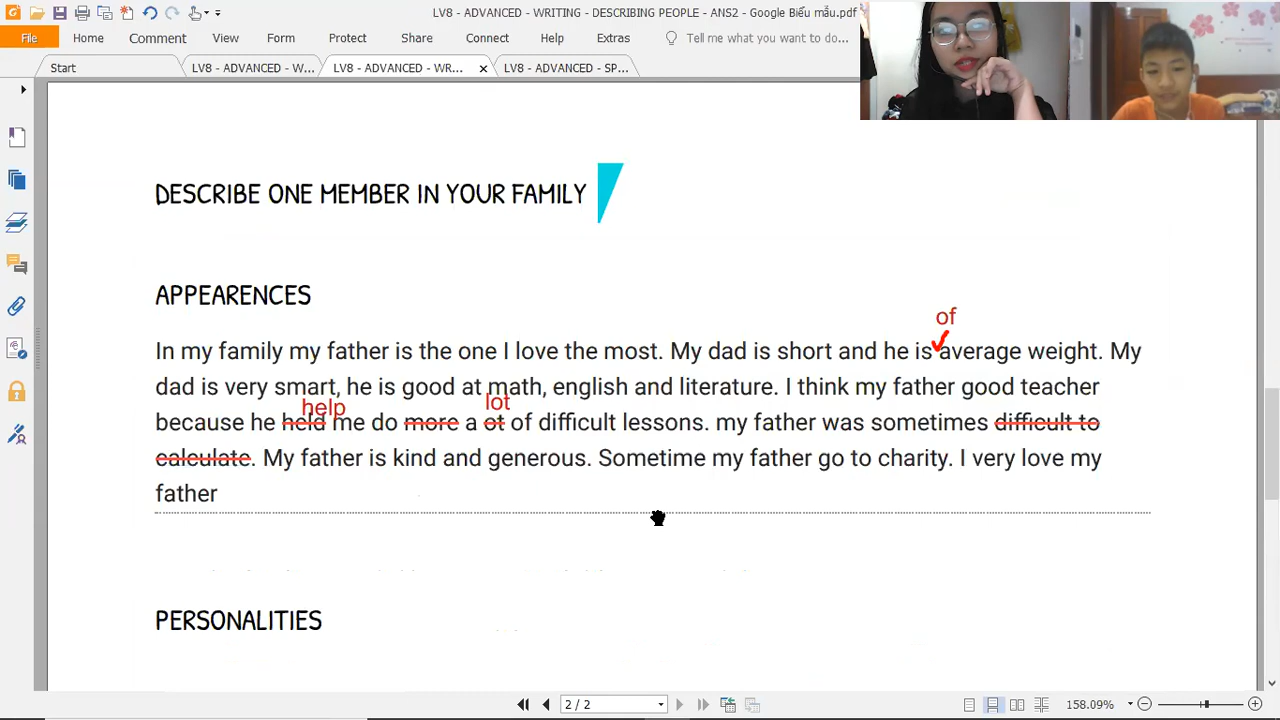 LV8 - ADVANCED - WRITING - DESCRIBING PEOPLE - ANS2 - Google Biểu mẫu.pdf
File Home Comment View Form Protect Share Connect Help Extras Tell me what you want to do...
Start LV8 - ADVANCED - W... LV8 - ADVANCED - WR... LV8 - ADVANCED - SP...
DESCRIBE ONE MEMBER IN YOUR FAMILY
APPEARENCES
of
In my family my father is the one I love the most. My dad is short and he is average weight. My
dad is very smart, he is good at math, english and literature. I think my father good teacher
help lot
because he held me do more a ot of difficult lessons. my father was sometimes difficult to
calculate. My father is kind and generous. Sometime my father go to charity. I very love my
father
PERSONALITIES
2 / 2 158.09%